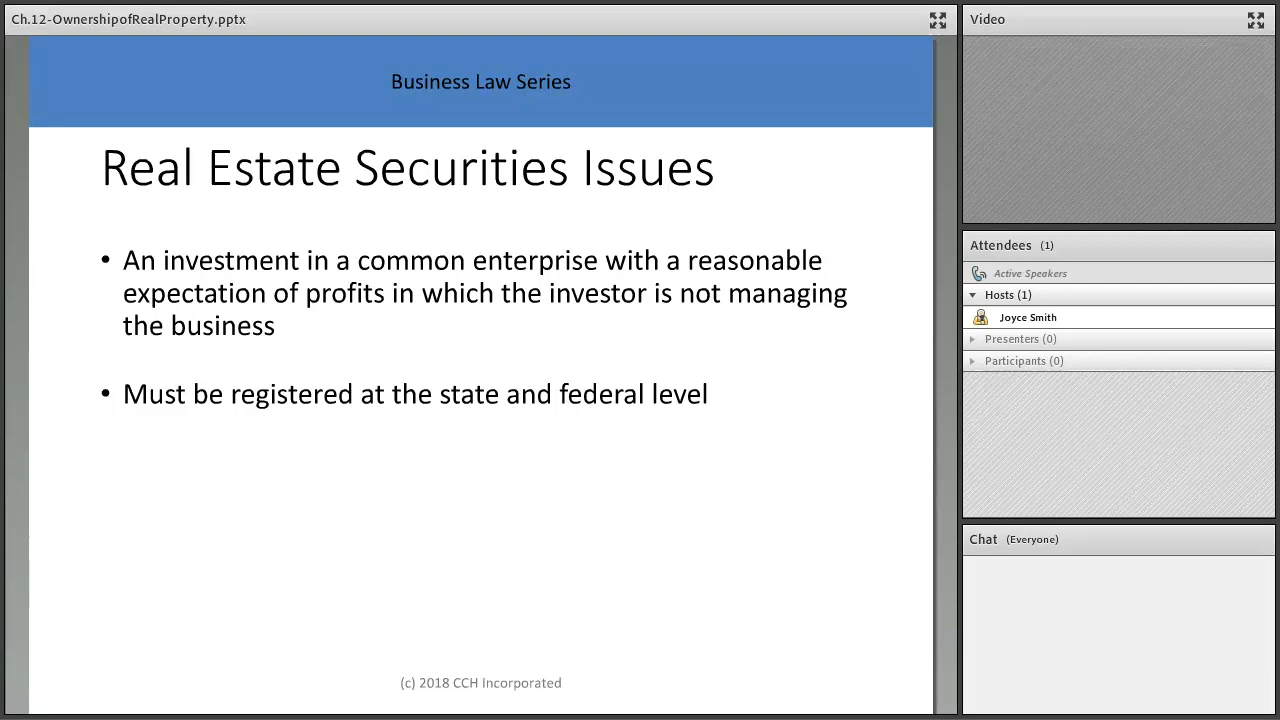 Ch.12-OwnershipofRealProperty.pptx
Business Law Series
Real Estate Securities Issues
• An investment in a common enterprise with a reasonable
expectation of profits in which the investor is not managing
the business
• Must be registered at the state and federal level
(c) 2018 CCH Incorporated
Video
Attendees (1)
Active Speakers
Hosts (1)
Joyce Smith
Presenters (0)
Participants (0)
Chat (Everyone)